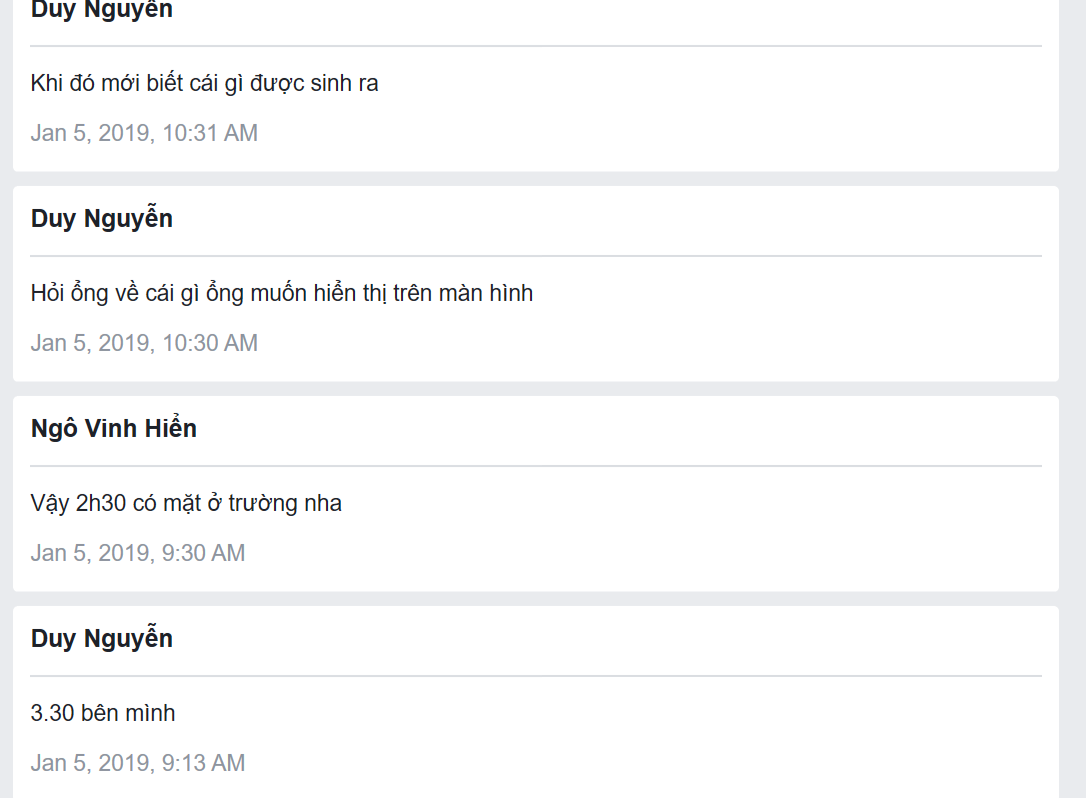 Duy Nguyễn
Khi đó mới biết cái gì được sinh ra
Jan 5, 2019, 10:31 AM
Duy Nguyễn
Hỏi ổng về cái gì ổng muốn hiển thị trên màn hình
Jan 5, 2019, 10:30 AM
Ngô Vinh Hiển
Vậy 2h30 có mặt ở trường nha
Jan 5, 2019, 9:30 AM
Duy Nguyễn
3.30 bên mình
Jan 5, 2019, 9:13 AM